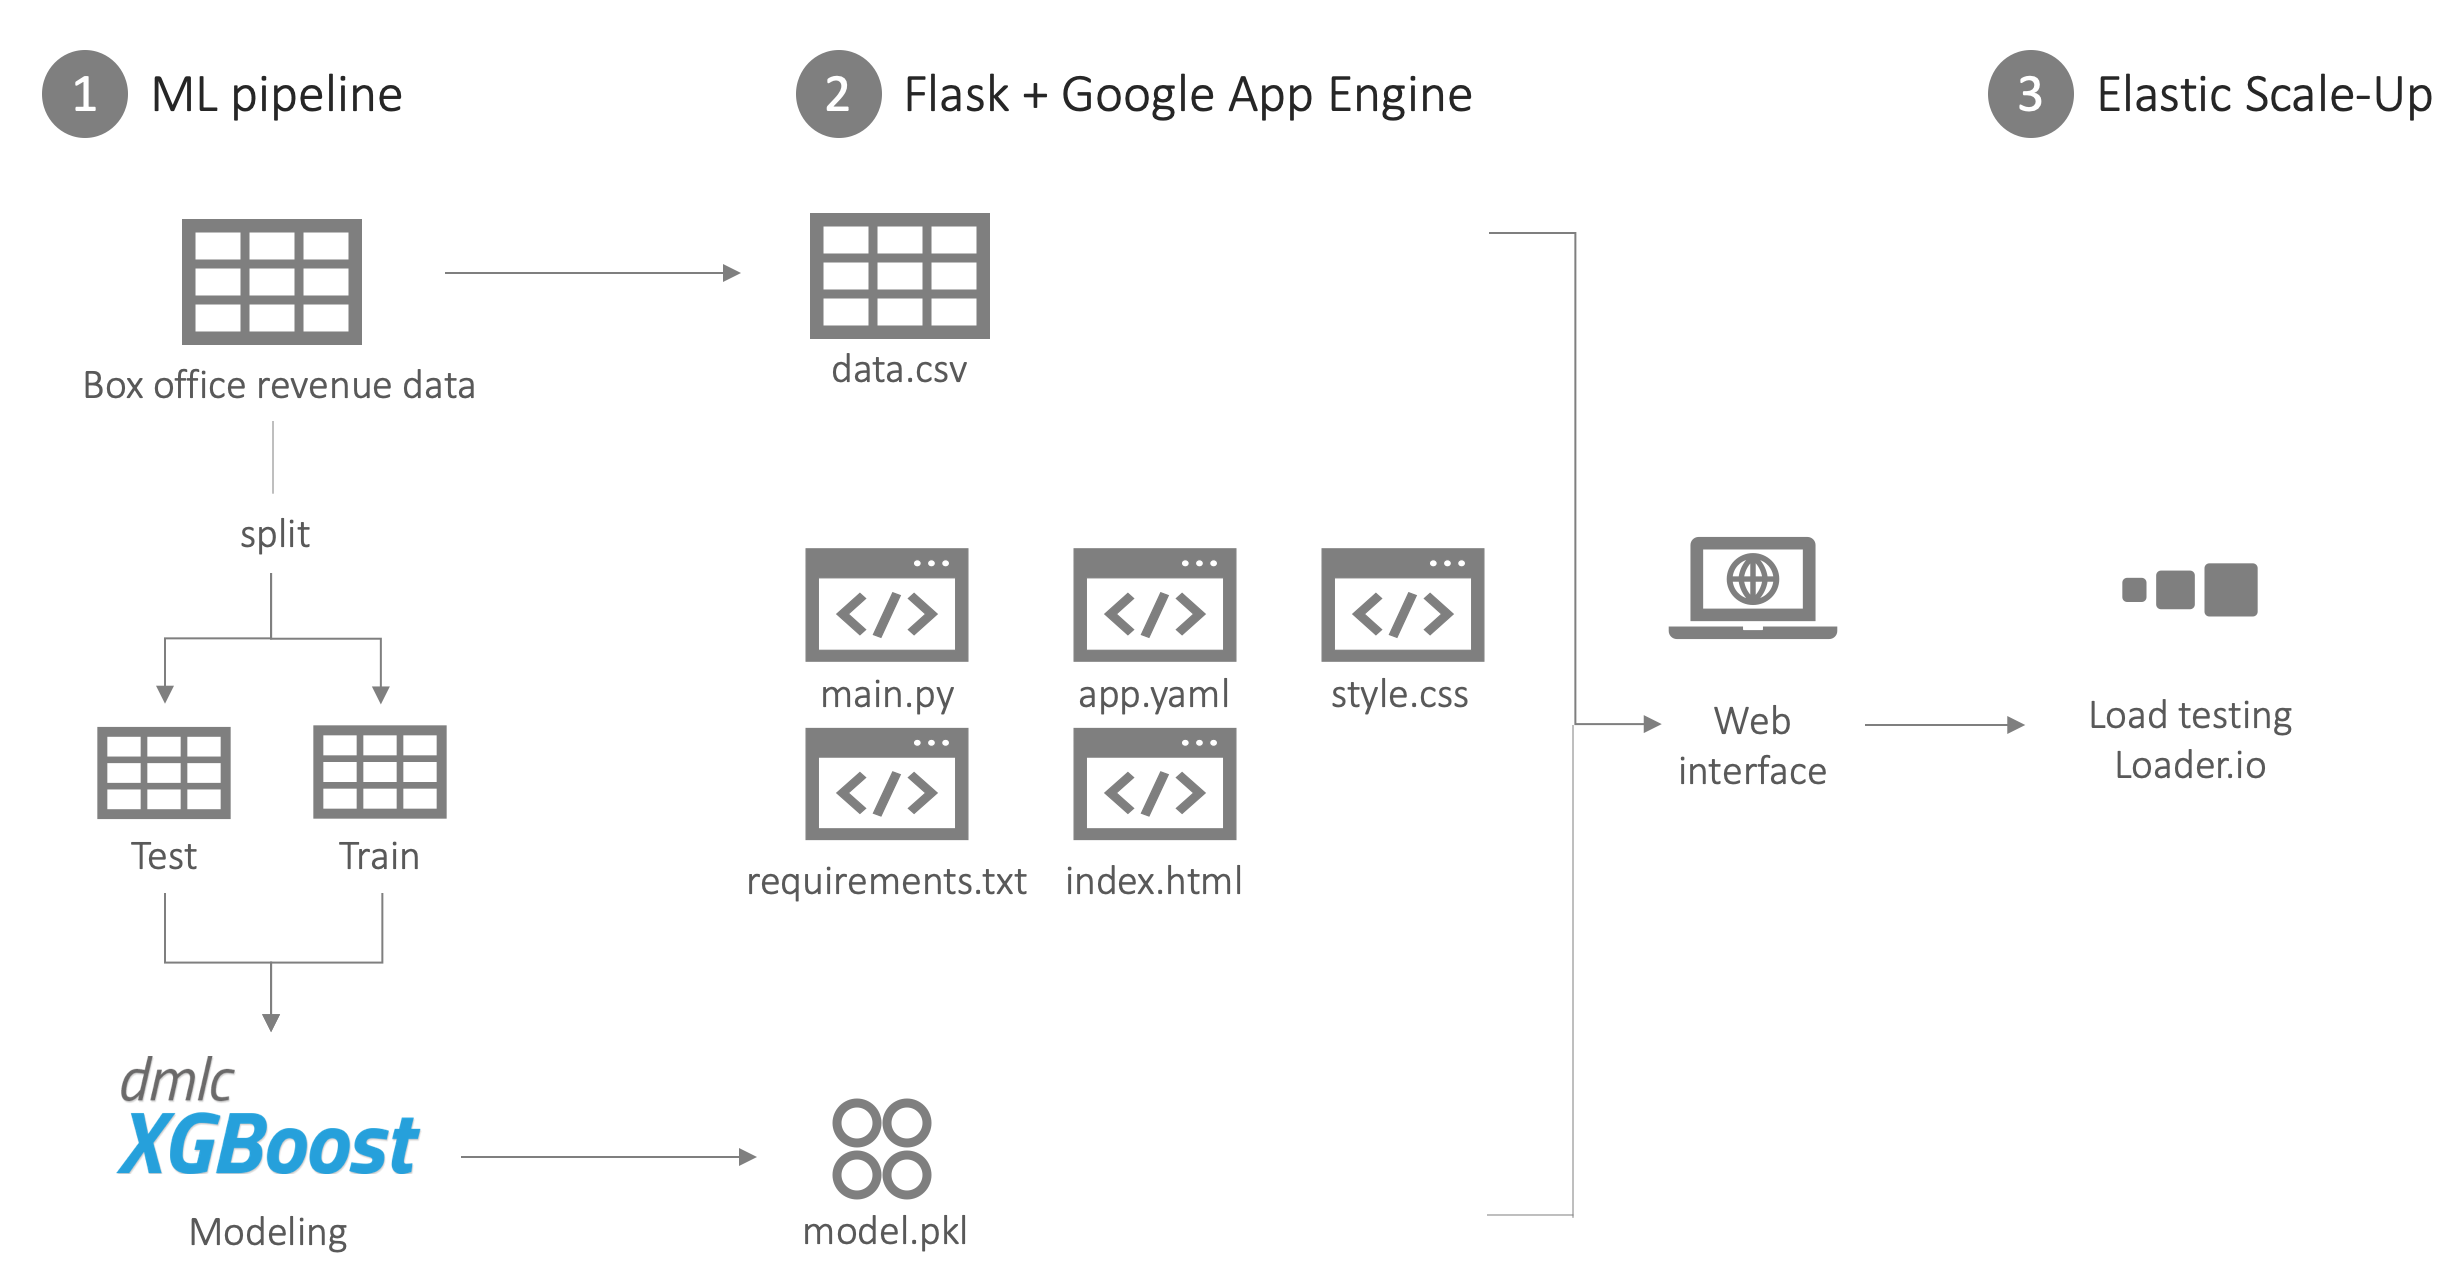 1 ML pipeline
2 Flask + Google App Engine
3 Elastic Scale-Up
Box office revenue data
split
Test
Train
dmlc
XGBoost
Modeling
data.csv
main.py
app.yaml
style.css
requirements.txt
index.html
model.pkl
Web
interface
Load testing
Loader.io